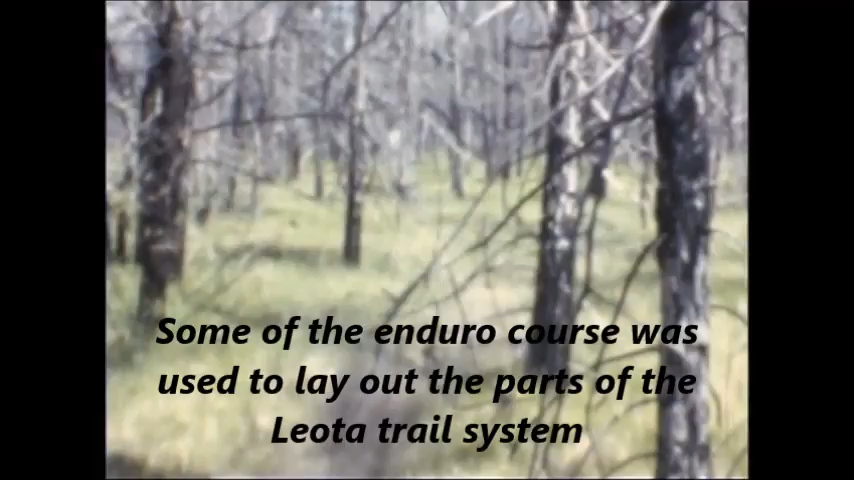 Some of the enduro course was
used to lay out the parts of the
Leota trail system